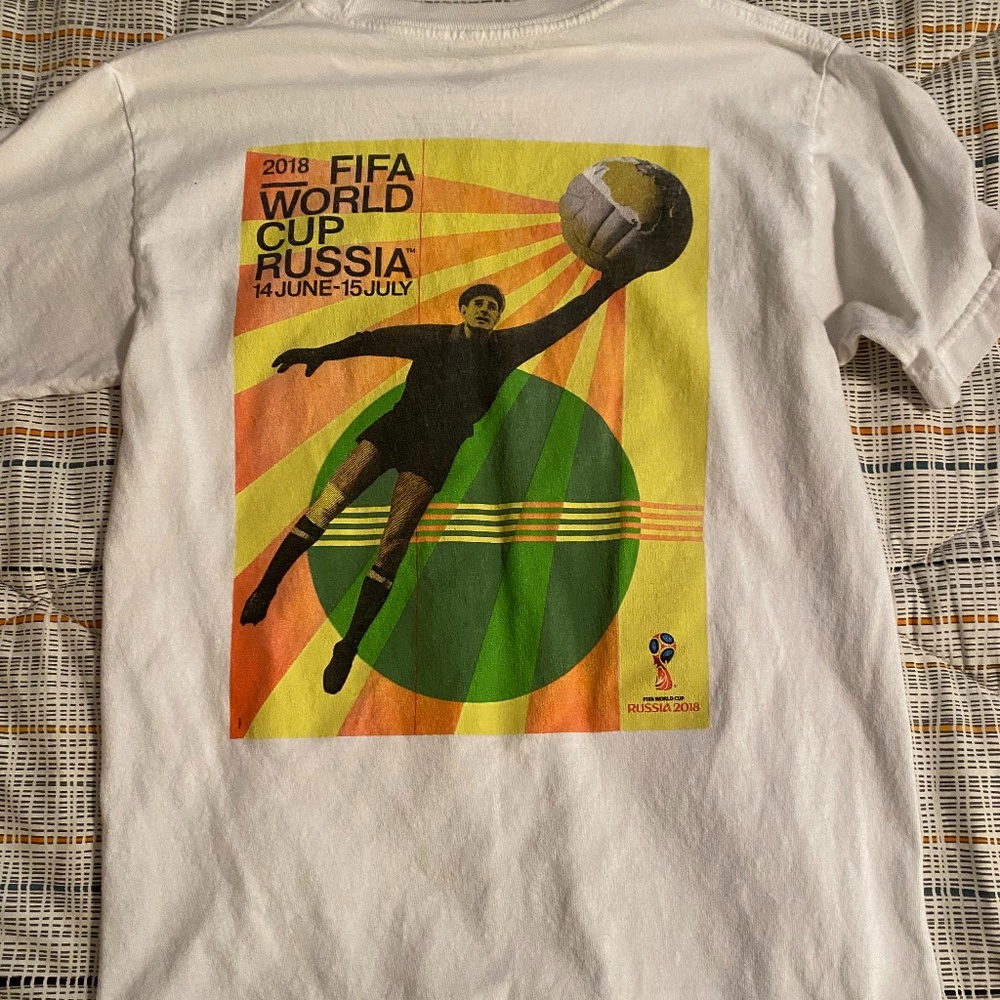 2018 FIFA
WORLD
CUP
RUSSIA™
14 JUNE-15 JULY
FIFA WORLD CUP
RUSSIA 2018